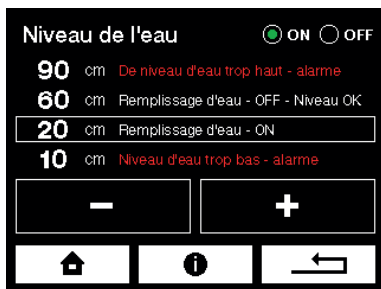 Niveau de l'eau ON OFF
90 cm De niveau d'eau trop haut - alarme
60 cm Remplissage d'eau - OFF - Niveau OK
20 cm Remplissage d'eau - ON
10 cm Niveau d'eau trop bas - alarme
- +